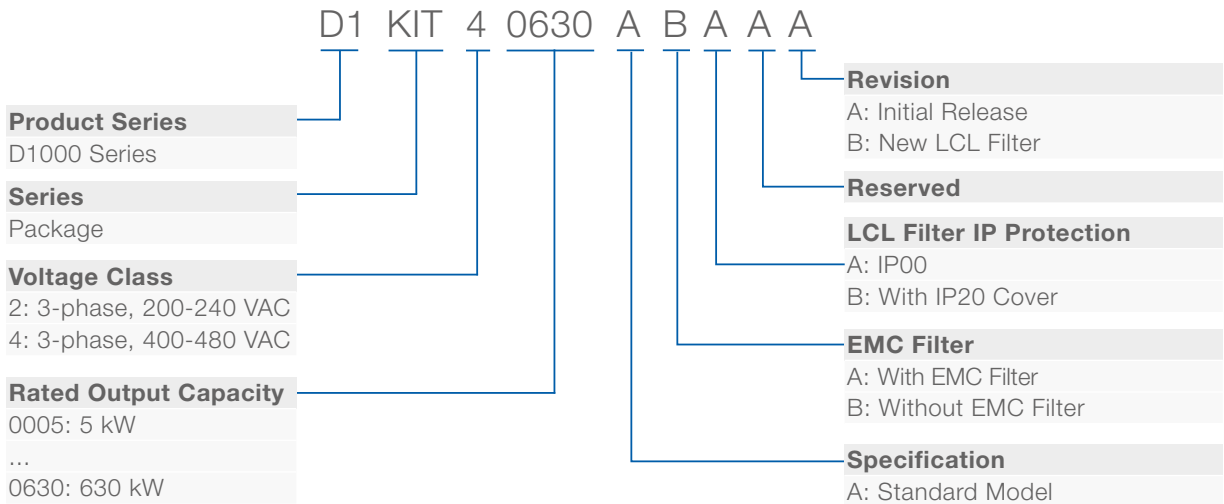 D1 KIT 4 0630 A B A A A
Product Series
D1000 Series
Series
Package
Voltage Class
2: 3-phase, 200-240 VAC
4: 3-phase, 400-480 VAC
Rated Output Capacity
0005: 5 kW
...
0630: 630 kW
Revision
A: Initial Release
B: New LCL Filter
Reserved
LCL Filter IP Protection
A: IP00
B: With IP20 Cover
EMC Filter
A: With EMC Filter
B: Without EMC Filter
Specification
A: Standard Model